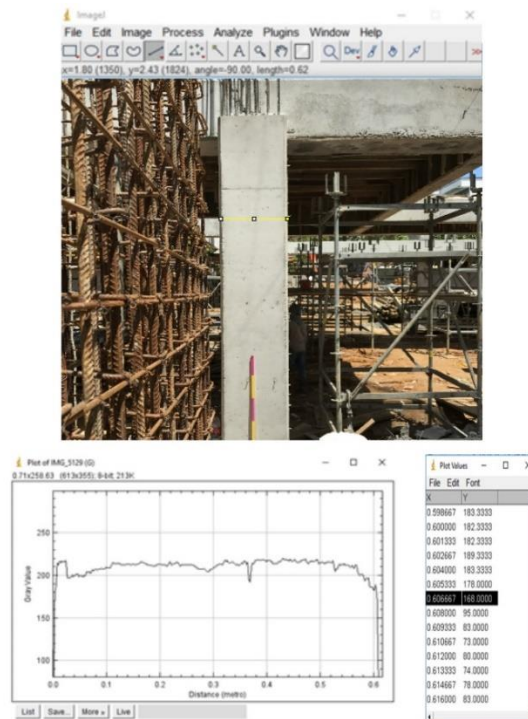 ImageJ
File Edit Image Process Analyze Plugins Window Help
Dev
x=1.80 (1350), y=2.43 (1824), angle=-90.00, length=0.62
Plot of IMG_5129 (G)
0.71x258.63 (613x355); 8-bit; 213K
250
200
150
100
Gray Value
0.0 0.1 0.2 0.3 0.4 0.5 0.6
Distance (metro)
List Save... More » Live
Plot Values
File Edit Font
X Y
0.598667 183.3333
0.600000 182.3333
0.601333 182.3333
0.602667 189.3333
0.604000 183.3333
0.605333 178.0000
0.606667 168.0000
0.608000 95.0000
0.609333 83.0000
0.610667 73.0000
0.612000 80.0000
0.613333 74.0000
0.614667 78.0000
0.616000 83.0000